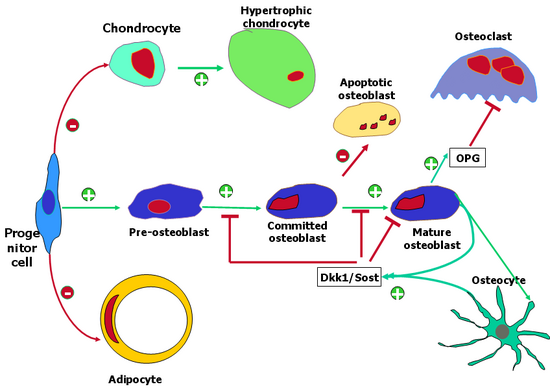 Chondrocyte
Hypertrophic
chondrocyte
Osteoclast
Apoptotic
osteoblast
OPG
Proge
nitor
cell
Pre-osteoblast
Committed
osteoblast
Mature
osteoblast
Dkk1/Sost
Osteocyte
Adipocyte